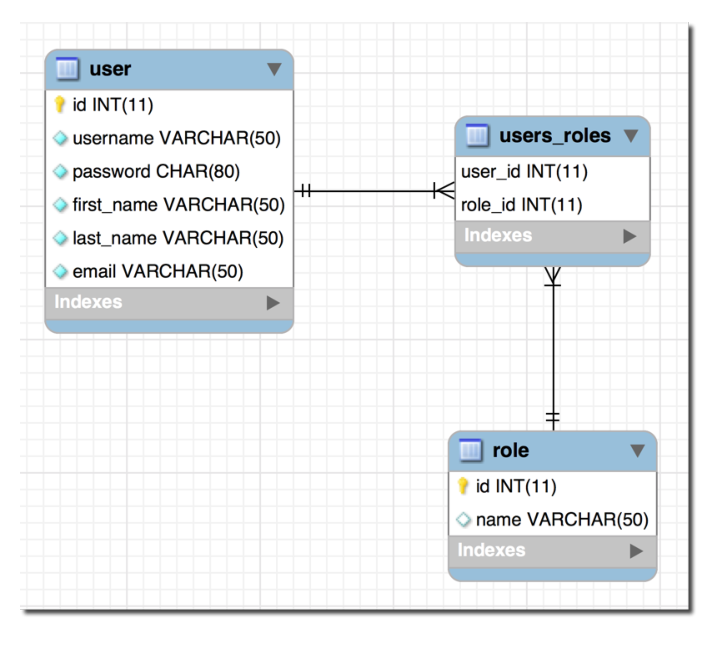 user
id INT(11)
username VARCHAR(50)
password CHAR(80)
first_name VARCHAR(50)
last_name VARCHAR(50)
email VARCHAR(50)
Indexes
users_roles
user_id INT(11)
role_id INT(11)
Indexes
role
id INT(11)
name VARCHAR(50)
Indexes